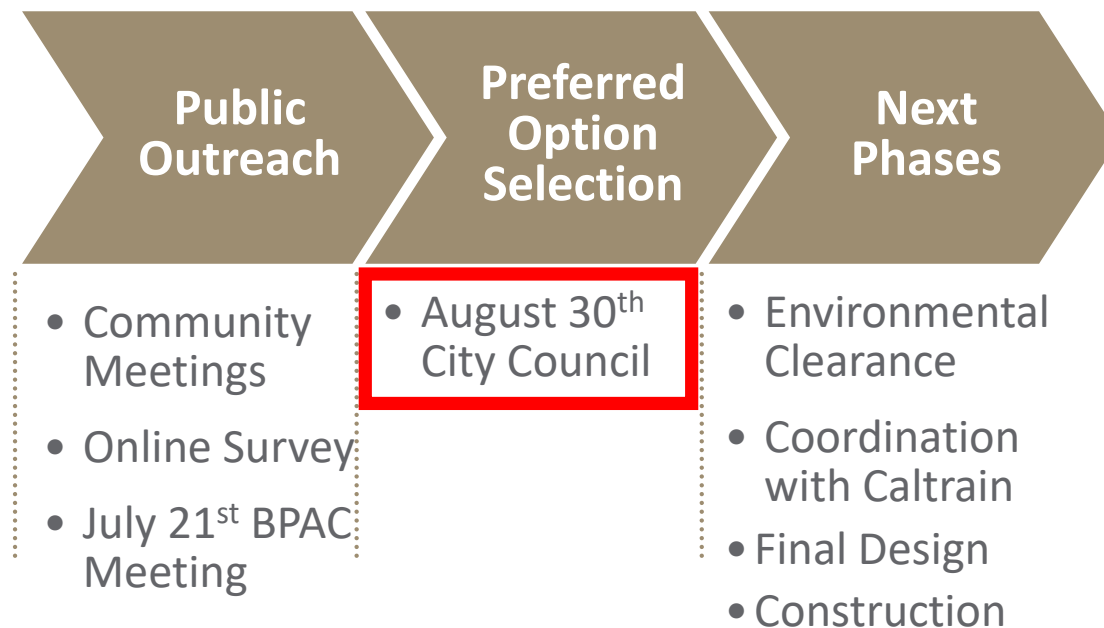 Public
Outreach
Preferred
Option
Selection
Next
Phases
• Community
Meetings
• Online Survey
• July 21st BPAC
Meeting
• August 30th
City Council
• Environmental
Clearance
• Coordination
with Caltrain
• Final Design
• Construction